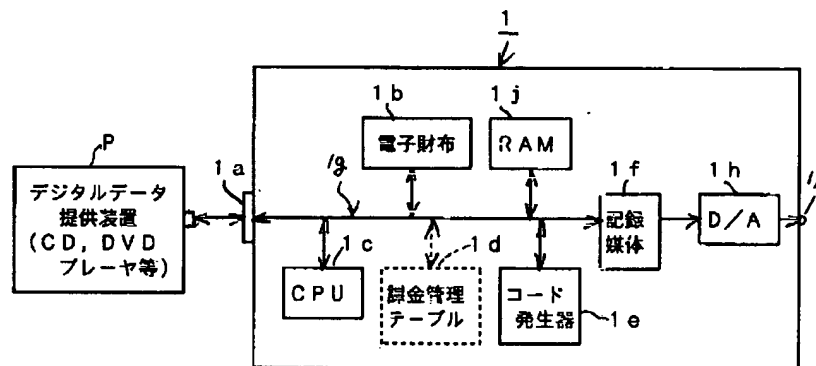 1
1b
1j
電子財布
RAM
P
1a
1g
1f
1h
デジタルデータ
提供装置
(CD,DVD
プレーヤ等)
記録
媒体
D/A
1c
1d
CPU
課金管理
テーブル
コード
発生器
1e